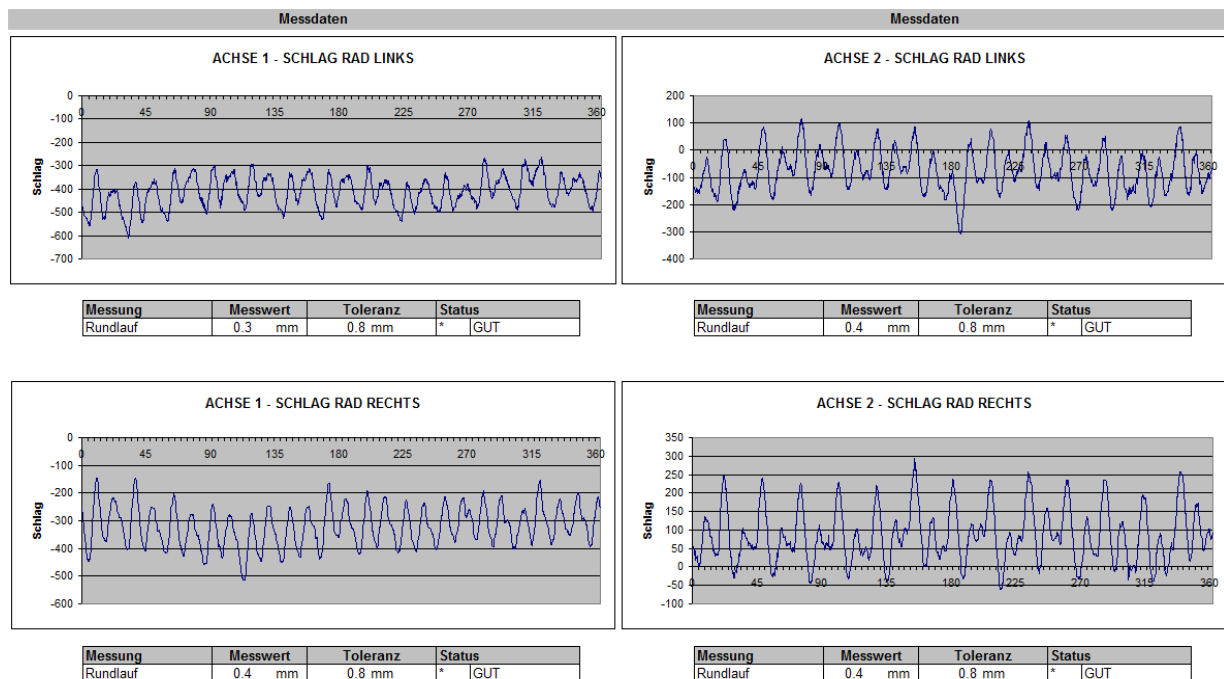 Messdaten
Messdaten
ACHSE 1 - SCHLAG RAD LINKS
Schlag
0
-100
-200
-300
-400
-500
-600
-700
0 45 90 135 180 225 270 315 360
Messung Messwert Toleranz Status
Rundlauf 0.3 mm 0.8 mm * GUT
ACHSE 2 - SCHLAG RAD LINKS
Schlag
200
100
0
-100
-200
-300
-400
0 45 90 135 180 225 270 315 360
Messung Messwert Toleranz Status
Rundlauf 0.4 mm 0.8 mm * GUT
ACHSE 1 - SCHLAG RAD RECHTS
Schlag
0
-100
-200
-300
-400
-500
-600
0 45 90 135 180 225 270 315 360
Messung Messwert Toleranz Status
Rundlauf 0.4 mm 0.8 mm * GUT
ACHSE 2 - SCHLAG RAD RECHTS
Schlag
350
300
250
200
150
100
50
0
-50
-100
0 45 90 135 180 225 270 315 360
Messung Messwert Toleranz Status
Rundlauf 0.4 mm 0.8 mm * GUT